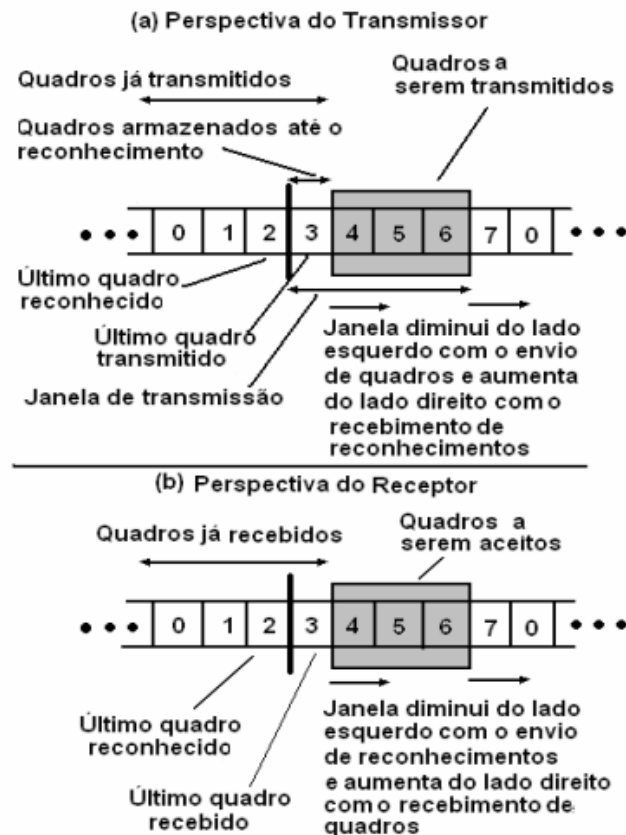 (a) Perspectiva do Transmissor
Quadros já transmitidos
Quadros a
serem transmitidos
Quadros armazenados até o
reconhecimento
••• 0 1 2 3 4 5 6 7 0 •••
Último quadro
reconhecido
Último quadro
transmitido
Janela de transmissão
Janela diminui do lado
esquerdo com o envio
de quadros e aumenta
do lado direito com o
recebimento de
reconhecimentos
(b) Perspectiva do Receptor
Quadros já recebidos
Quadros a
serem aceitos
••• 0 1 2 3 4 5 6 7 0 •••
Último quadro
reconhecido
Último quadro
recebido
Janela diminui do lado
esquerdo com o envio
de reconhecimentos
e aumenta do lado direito
com o recebimento de
quadros